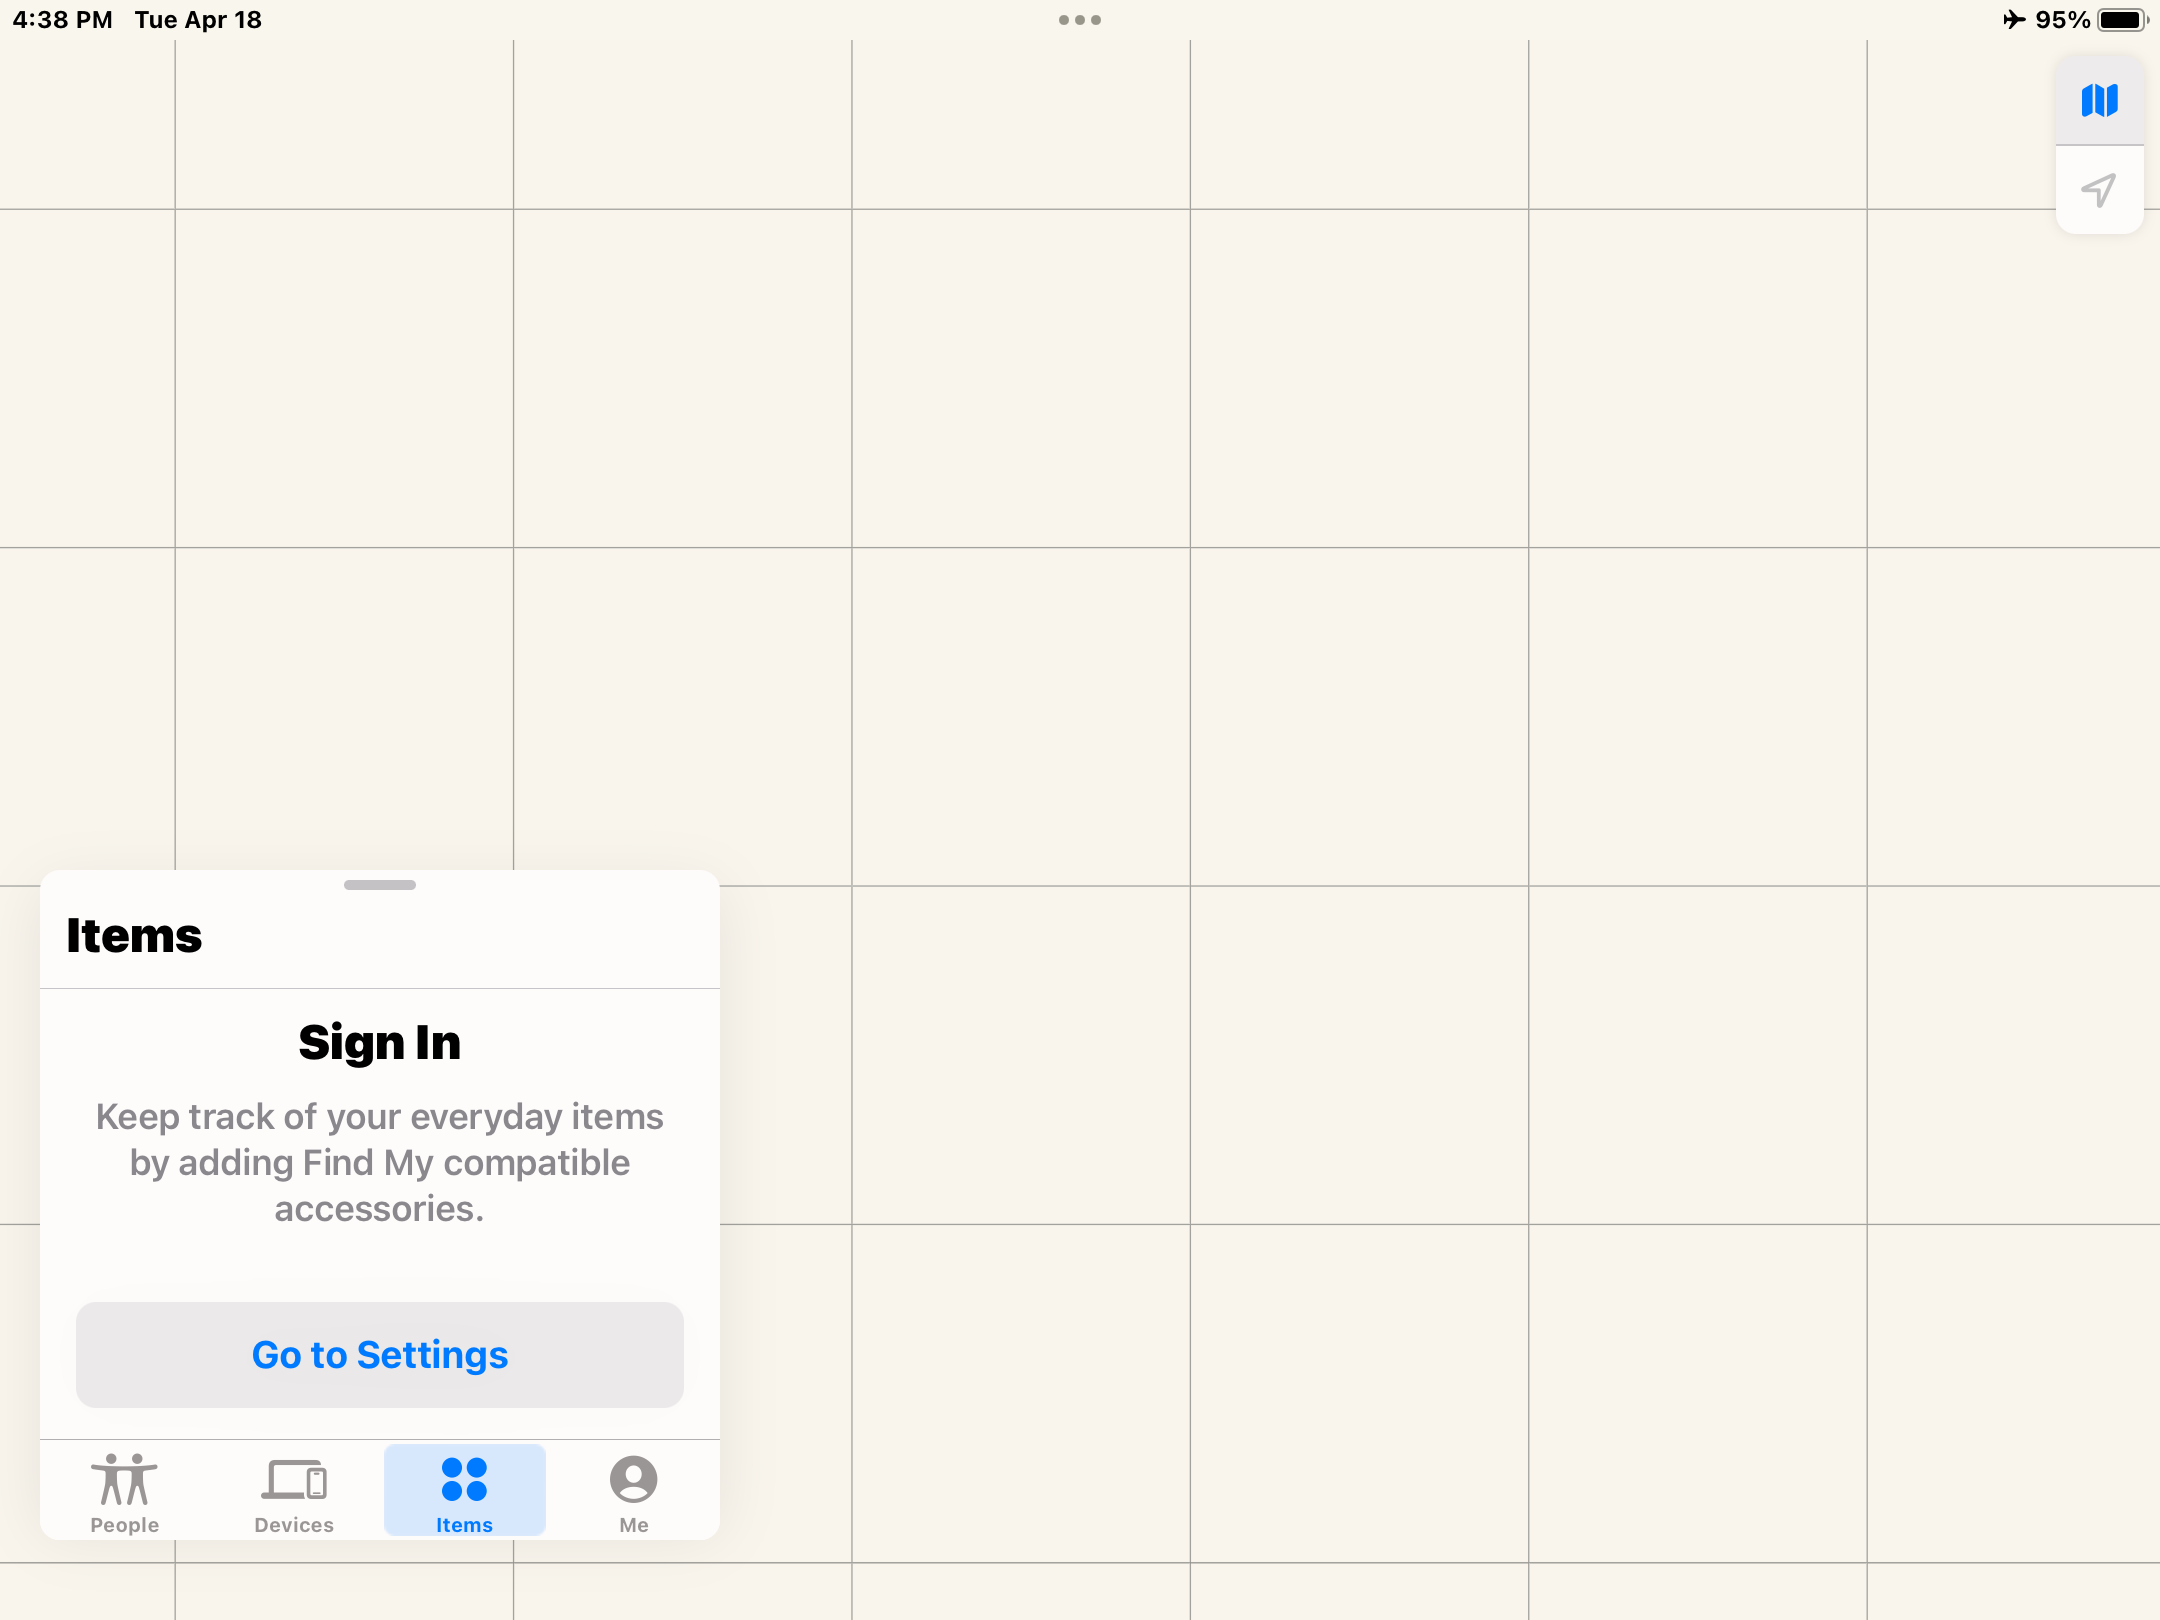 4:38 PM Tue Apr 18
95%
Items
Sign In
Keep track of your everyday items
by adding Find My compatible
accessories.
Go to Settings
People Devices Items Me